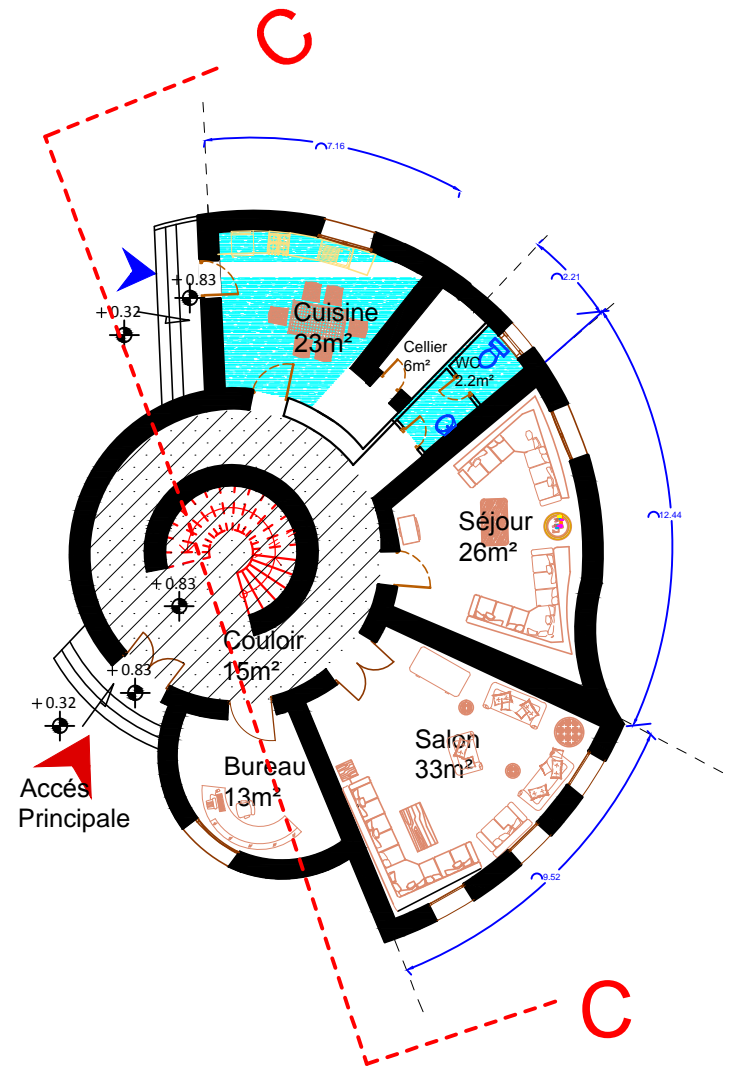 C
7.16
2.21
+0.83
+0.32
Cuisine
23m²
Cellier
6m²
WC
2.2m²
Séjour
26m²
12.44
+0.83
Couloir
15m²
+0.83
+0.32
Accés
Principale
Bureau
13m²
Salon
33m²
9.52
C